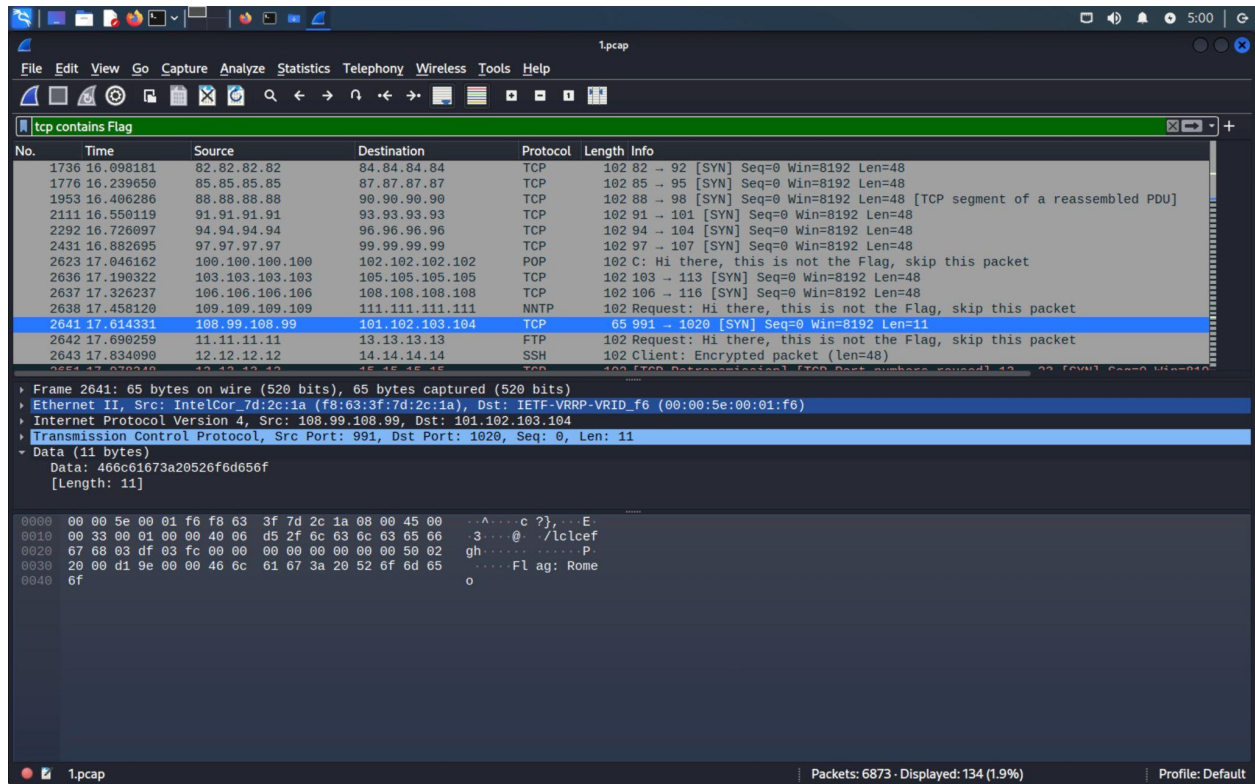 5:00
1.pcap
File Edit View Go Capture Analyze Statistics Telephony Wireless Tools Help
tcp contains Flag
No. Time Source Destination Protocol Length Info
1736 16.098181 82.82.82.82 84.84.84.84 TCP 102 82 → 92 [SYN] Seq=0 Win=8192 Len=48
1776 16.239650 85.85.85.85 87.87.87.87 TCP 102 85 → 95 [SYN] Seq=0 Win=8192 Len=48
1953 16.406286 88.88.88.88 90.90.90.90 TCP 102 88 → 98 [SYN] Seq=0 Win=8192 Len=48 [TCP segment of a reassembled PDU]
2111 16.550119 91.91.91.91 93.93.93.93 TCP 102 91 → 101 [SYN] Seq=0 Win=8192 Len=48
2292 16.726097 94.94.94.94 96.96.96.96 TCP 102 94 → 104 [SYN] Seq=0 Win=8192 Len=48
2431 16.882695 97.97.97.97 99.99.99.99 TCP 102 97 → 107 [SYN] Seq=0 Win=8192 Len=48
2623 17.046162 100.100.100.100 102.102.102.102 POP 102 C: Hi there, this is not the Flag, skip this packet
2636 17.190322 103.103.103.103 105.105.105.105 TCP 102 103 → 113 [SYN] Seq=0 Win=8192 Len=48
2637 17.326237 106.106.106.106 108.108.108.108 TCP 102 106 → 116 [SYN] Seq=0 Win=8192 Len=48
2638 17.458120 109.109.109.109 111.111.111.111 NNTP 102 Request: Hi there, this is not the Flag, skip this packet
2641 17.614331 108.99.108.99 101.102.103.104 TCP 65 991 → 1020 [SYN] Seq=0 Win=8192 Len=11
2642 17.690259 11.11.11.11 13.13.13.13 FTP 102 Request: Hi there, this is not the Flag, skip this packet
2643 17.834090 12.12.12.12 14.14.14.14 SSH 102 Client: Encrypted packet (len=48)
Frame 2641: 65 bytes on wire (520 bits), 65 bytes captured (520 bits)
Ethernet II, Src: IntelCor_7d:2c:1a (f8:63:3f:7d:2c:1a), Dst: IETF-VRRP-VRID_f6 (00:00:5e:00:01:f6)
Internet Protocol Version 4, Src: 108.99.108.99, Dst: 101.102.103.104
Transmission Control Protocol, Src Port: 991, Dst Port: 1020, Seq: 0, Len: 11
Data (11 bytes)
Data: 466c61673a20526f6d656f
[Length: 11]
0000 00 00 5e 00 01 f6 f8 63 3f 7d 2c 1a 08 00 45 00 ··^····c ?},···E·
0010 00 33 00 01 00 00 40 06 d5 2f 6c 63 6c 63 65 66 ·3····@· ·/lclcef
0020 67 68 03 df 03 fc 00 00 00 00 00 00 00 00 50 02 gh······ ······P·
0030 20 00 d1 9e 00 00 46 6c 61 67 3a 20 52 6f 6d 65 ·····Fl ag: Rome
0040 6f o
1.pcap Packets: 6873 · Displayed: 134 (1.9%) Profile: Default